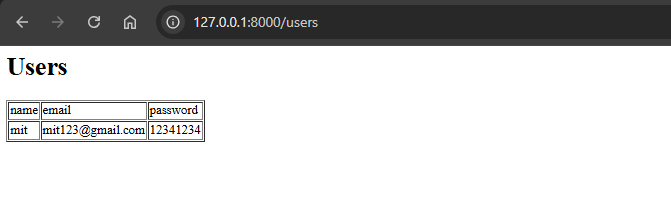 127.0.0.1:8000/users
Users
name email password
mit mit123@gmail.com 12341234